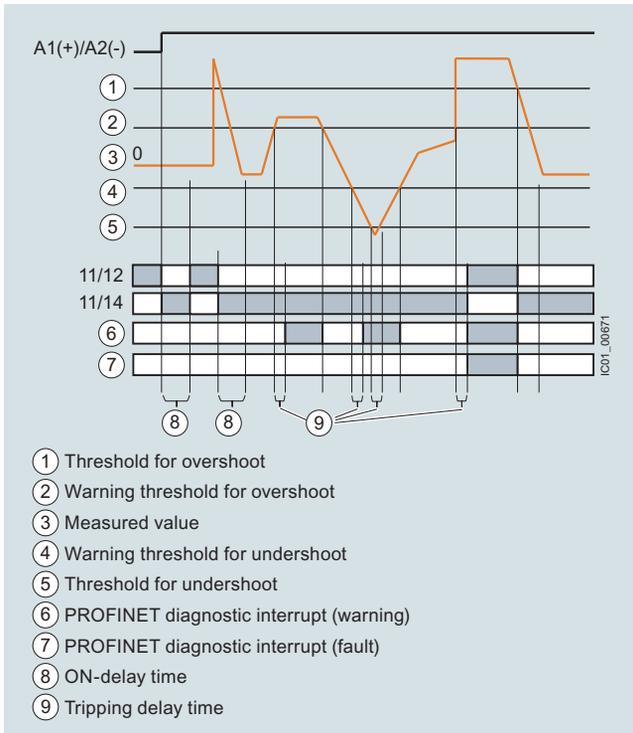 A1(+)/A2(-)
1
2
3 0
4
5
11/12
11/14
6
7
IC01_00671
8 8 9
1 Threshold for overshoot
2 Warning threshold for overshoot
3 Measured value
4 Warning threshold for undershoot
5 Threshold for undershoot
6 PROFINET diagnostic interrupt (warning)
7 PROFINET diagnostic interrupt (fault)
8 ON-delay time
9 Tripping delay time